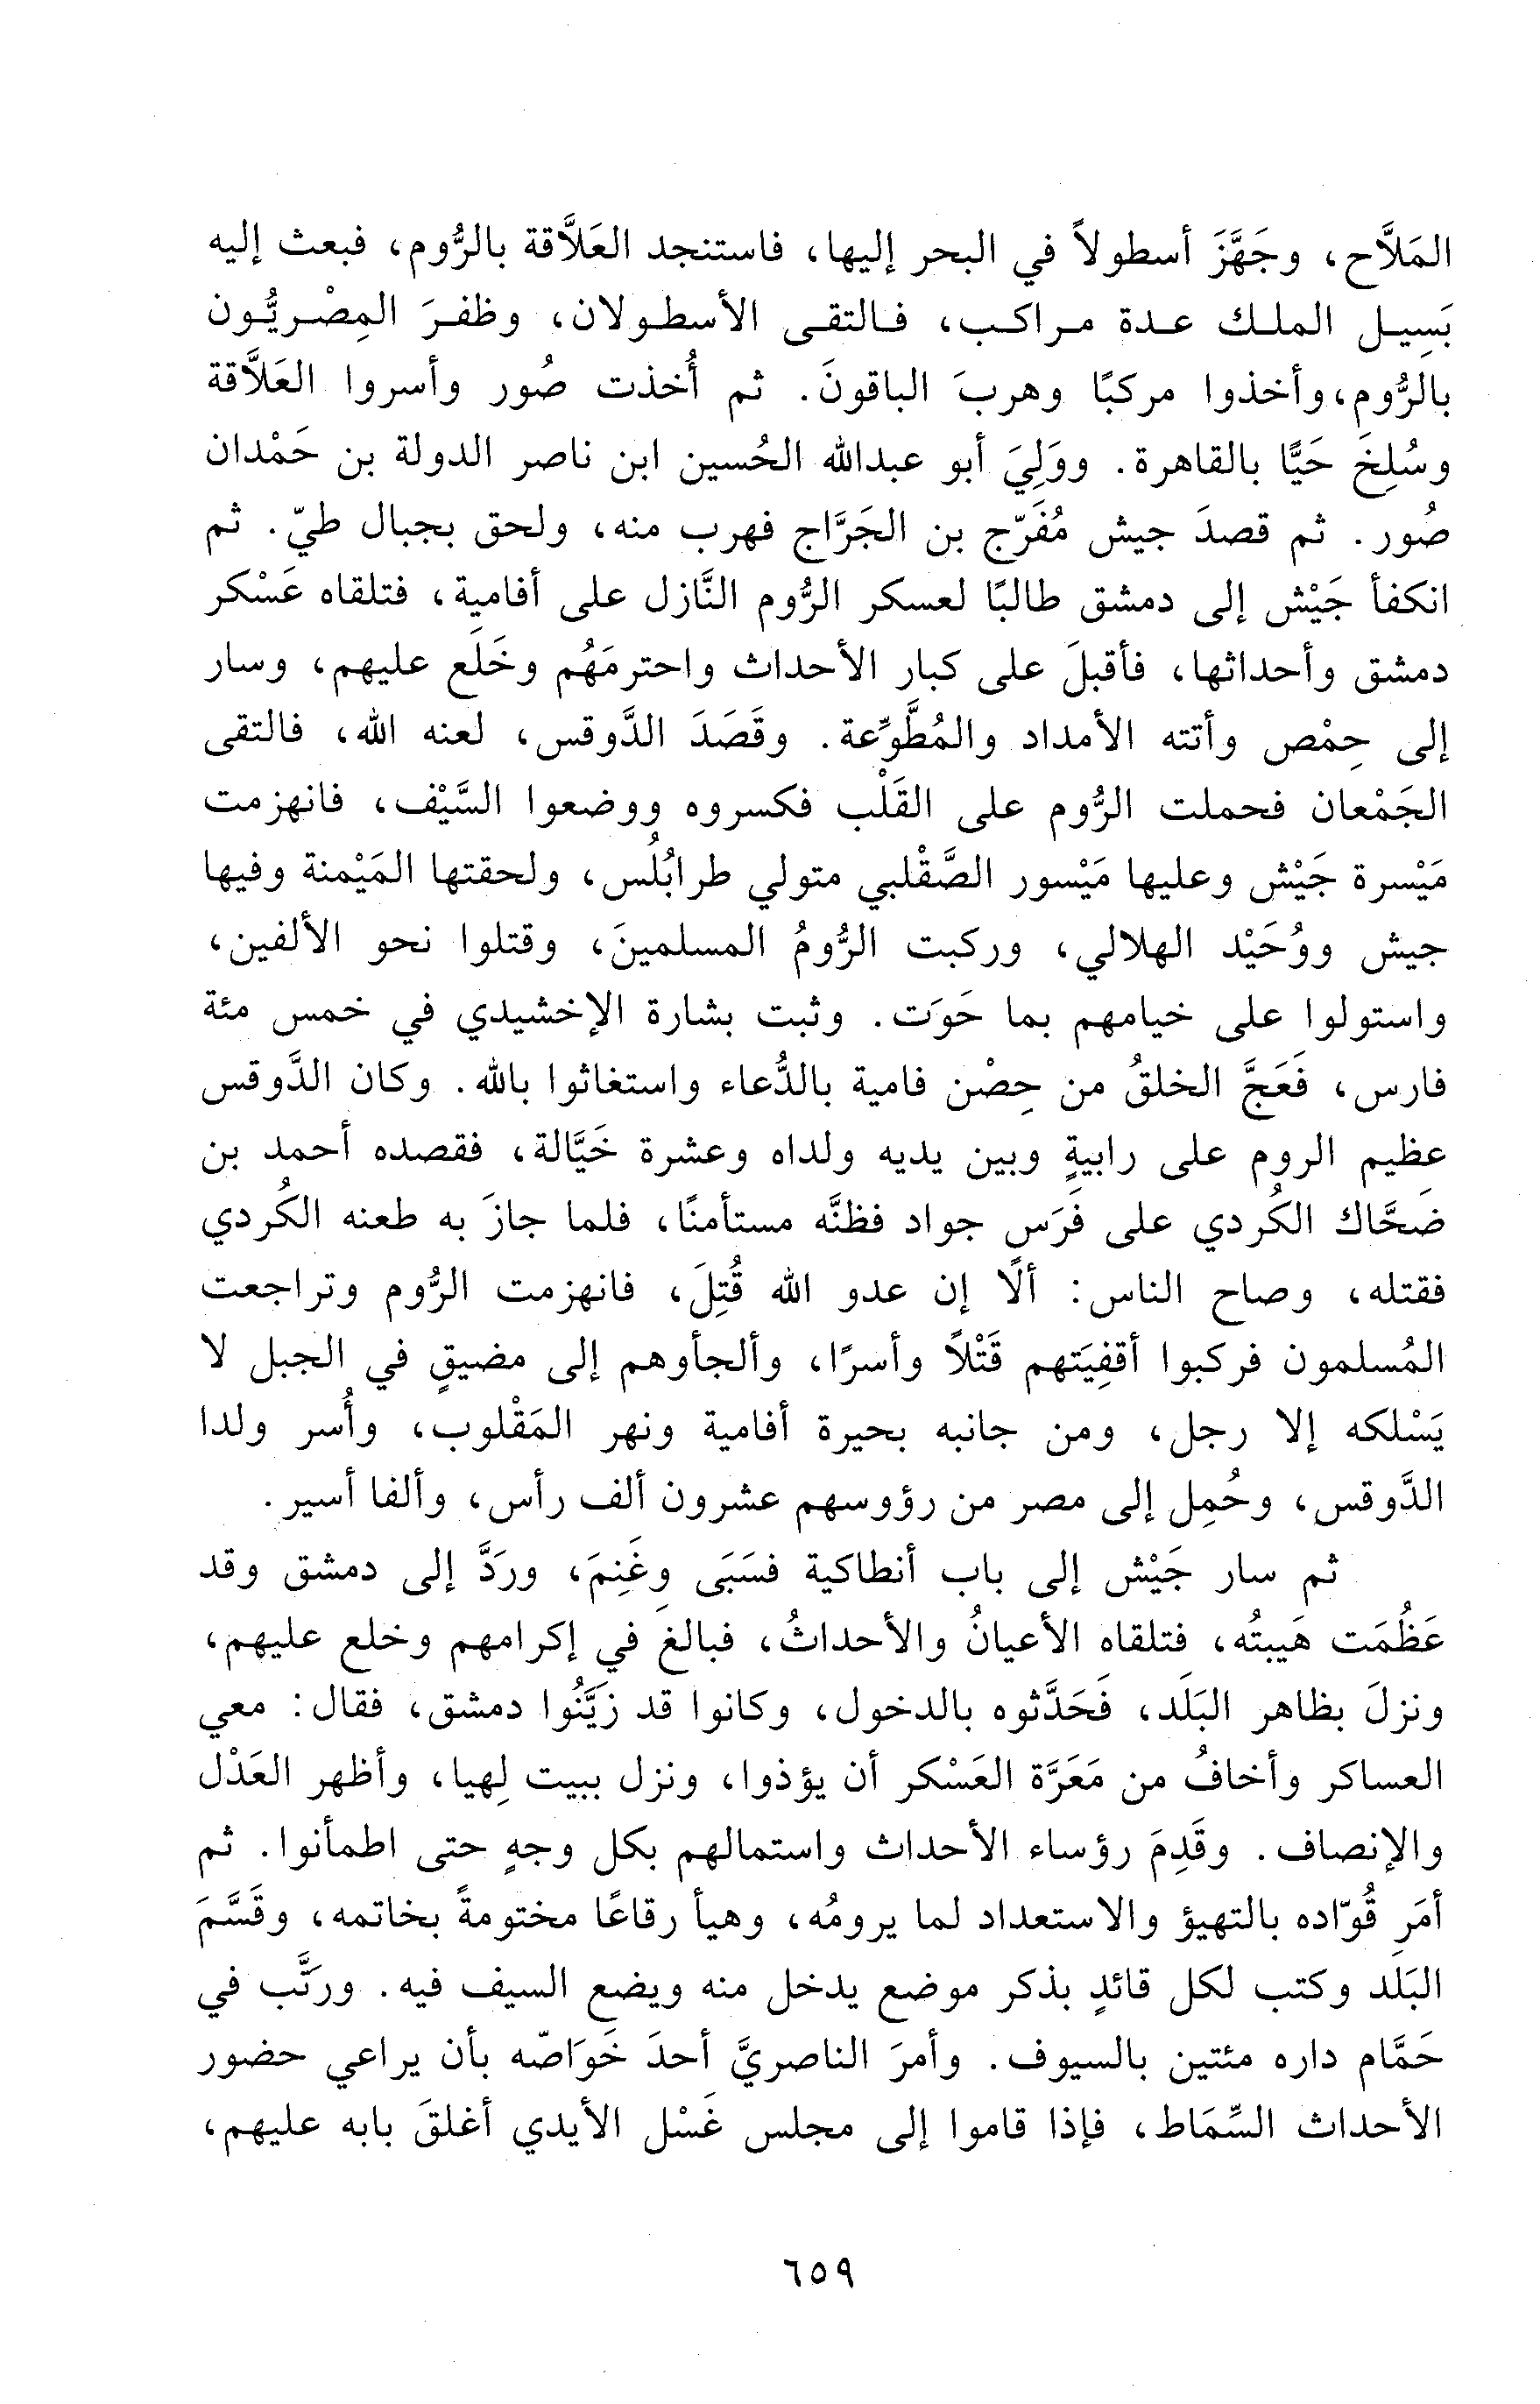 المَلاَّح، وجَهَّزَ أسطولاً في البحر إليها، فاستنجد العَلاَّقة بالرُّوم، فبعث إليه
بَسِيل الملك عدة مراكب، فالتقى الأسطولان، وظفرَ المِصْريُّون
بالرُّوم، وأخذوا مركبًا وهربَ الباقونَ. ثم أُخذت صُور وأسروا العَلاَّقة
وسُلِخَ حَيًّا بالقاهرة. ووَلِيَ أبو عبدالله الحُسين ابن ناصر الدولة بن حَمْدان
صُور. ثم قصدَ جيش مُفَرّج بن الجَرَّاج فهرب منه، ولحق بجبال طيّ. ثم
انكفأ جَيْش إلى دمشق طالبًا لعسكر الرُّوم النَّازل على أفامية، فتلقاه عَسْكر
دمشق وأحداثها، فأقبلَ على كبار الأحداث واحترمَهُم وخَلَع عليهم، وسار
إلى حِمْص وأتته الأمداد والمُطَّوِّعة. وقَصَدَ الدَّوقس، لعنه الله، فالتقى
الجَمْعان فحملت الرُّوم على القَلْب فكسروه ووضعوا السَّيْف، فانهزمت
مَيْسرة جَيْش وعليها مَيْسور الصَّقْلبي متولي طرابُلُس، ولحقتها المَيْمنة وفيها
جيش ووُحَيْد الهلالي، وركبت الرُّومُ المسلمينَ، وقتلوا نحو الألفين،
واستولوا على خيامهم بما حَوَت. وثبت بشارة الإخشيدي في خمس مئة
فارس، فَعَجَّ الخلقُ من حِصْن فامية بالدُّعاء واستغاثوا بالله. وكان الدَّوقس
عظيم الروم على رابيةٍ وبين يديه ولداه وعشرة خَيَّالة، فقصده أحمد بن
ضَحَّاك الكُردي على فَرَس جواد فظنَّه مستأمنًا، فلما جازَ به طعنه الكُردي
فقتله، وصاح الناس: ألَا إن عدو الله قُتِلَ، فانهزمت الرُّوم وتراجعت
المُسلمون فركبوا أقفِيَتهم قَتْلاً وأسرًا، وألجأوهم إلى مضيقٍ في الجبل لا
يَسْلكه إلا رجل، ومن جانبه بحيرة أفامية ونهر المَقْلوب، وأُسر ولدا
الدَّوقس، وحُمِل إلى مصر من رؤوسهم عشرون ألف رأس، وألفا أسير.
ثم سار جَيْش إلى باب أنطاكية فسَبَى وغَنِمَ، ورَدَّ إلى دمشق وقد
عَظُمَت هَيبتُه، فتلقاه الأعيانُ والأحداثُ، فبالغَ في إكرامهم وخلع عليهم،
ونزلَ بظاهر البَلَد، فَحَدَّثوه بالدخول، وكانوا قد زَيَّنُوا دمشق، فقال: معي
العساكر وأخافُ من مَعَرَّة العَسْكر أن يؤذوا، ونزل ببيت لِهيا، وأظهر العَدْل
والإنصاف. وقَدِمَ رؤساء الأحداث واستمالهم بكل وجهٍ حتى اطمأنوا. ثم
أمَر قُوّاده بالتهيؤ والاستعداد لما يرومُه، وهيأ رقاعًا مختومةً بخاتمه، وقَسَّمَ
البَلَد وكتب لكل قائدٍ بذكر موضع يدخل منه ويضع السيف فيه. ورتَّب في
حَمَّام داره مئتين بالسيوف. وأمرَ الناصريَّ أحدَ خَوَاصّه بأن يراعي حضور
الأحداث السِّمَاط، فإذا قاموا إلى مجلس غَسْل الأيدي أغلقَ بابه عليهم،
٦٥٩